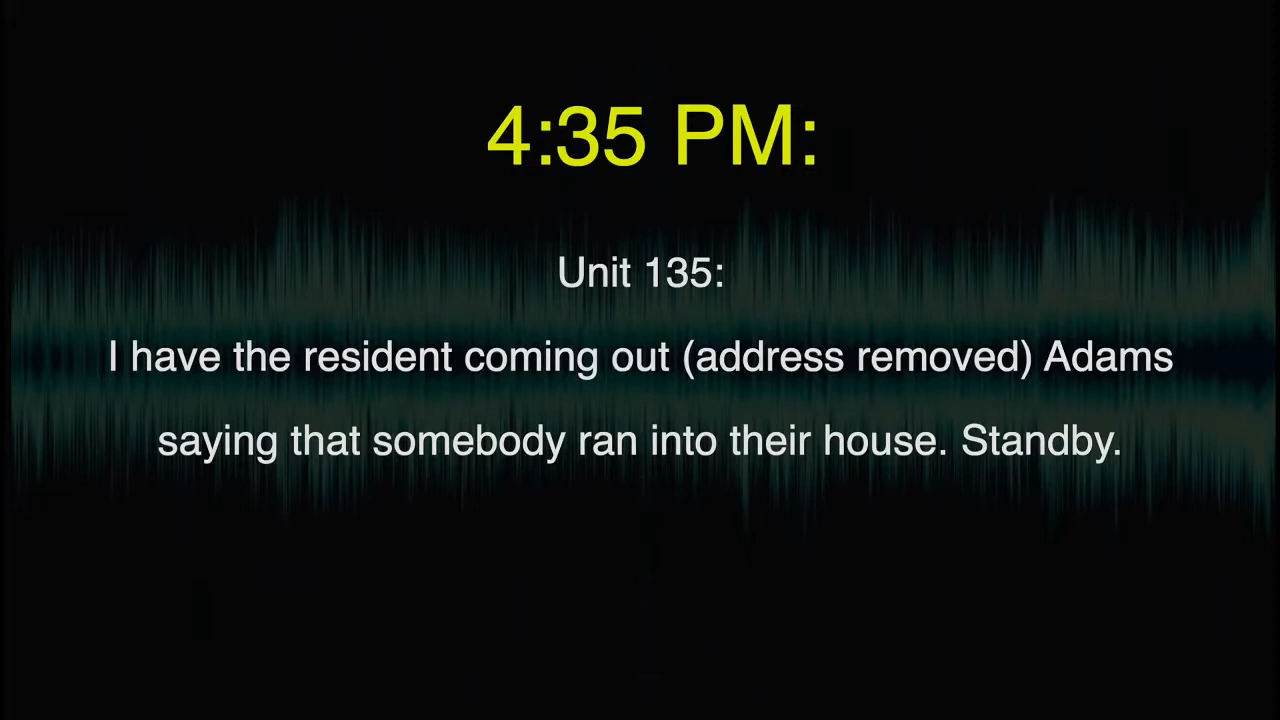 4:35 PM:
Unit 135:
I have the resident coming out (address removed) Adams
saying that somebody ran into their house. Standby.